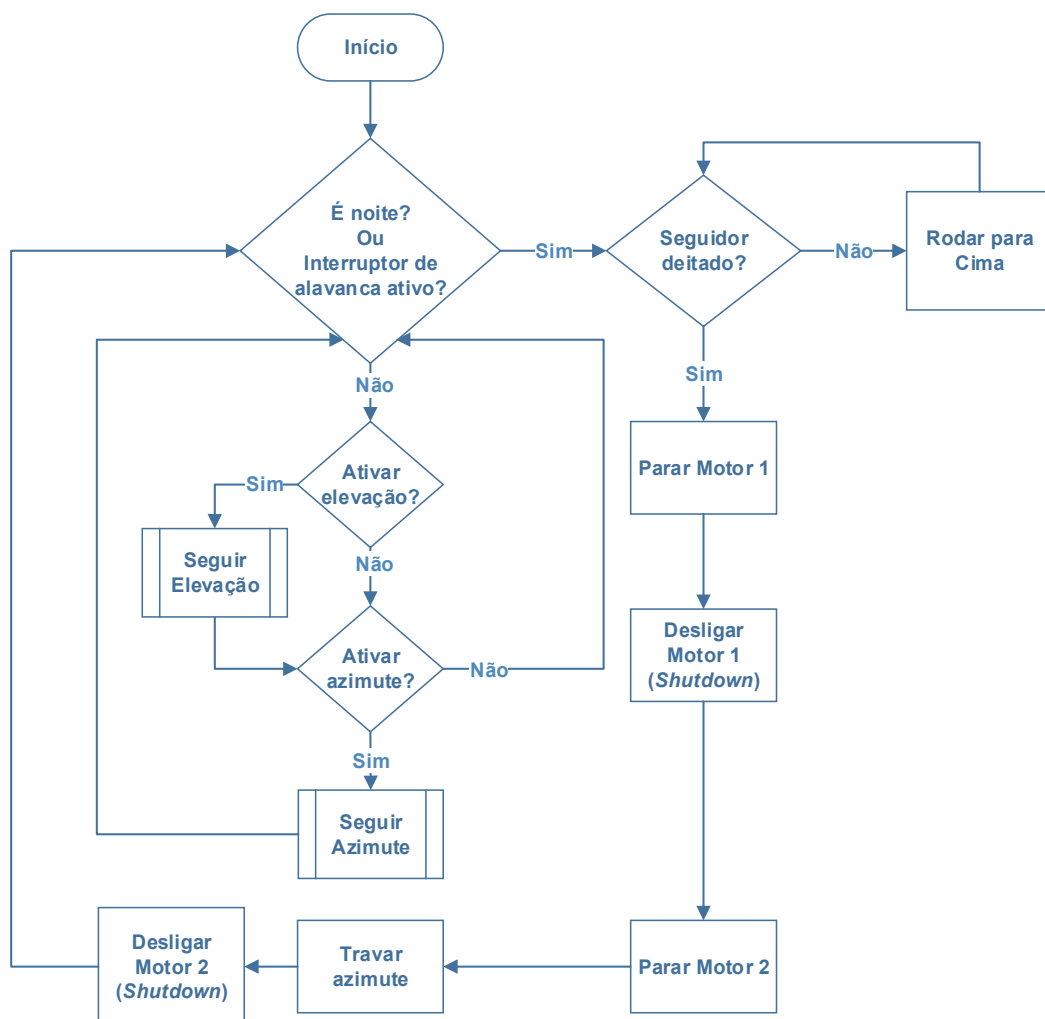 Início
É noite?
Ou
Interruptor de
alavanca ativo?
Sim
Seguidor
deitado?
Não
Rodar para
Cima
Sim
Parar Motor 1
Desligar
Motor 1
(Shutdown)
Não
Ativar
elevação?
Sim
Seguir
Elevação
Não
Ativar
azimute?
Não
Sim
Seguir
Azimute
Parar Motor 2
Travar
azimute
Desligar
Motor 2
(Shutdown)